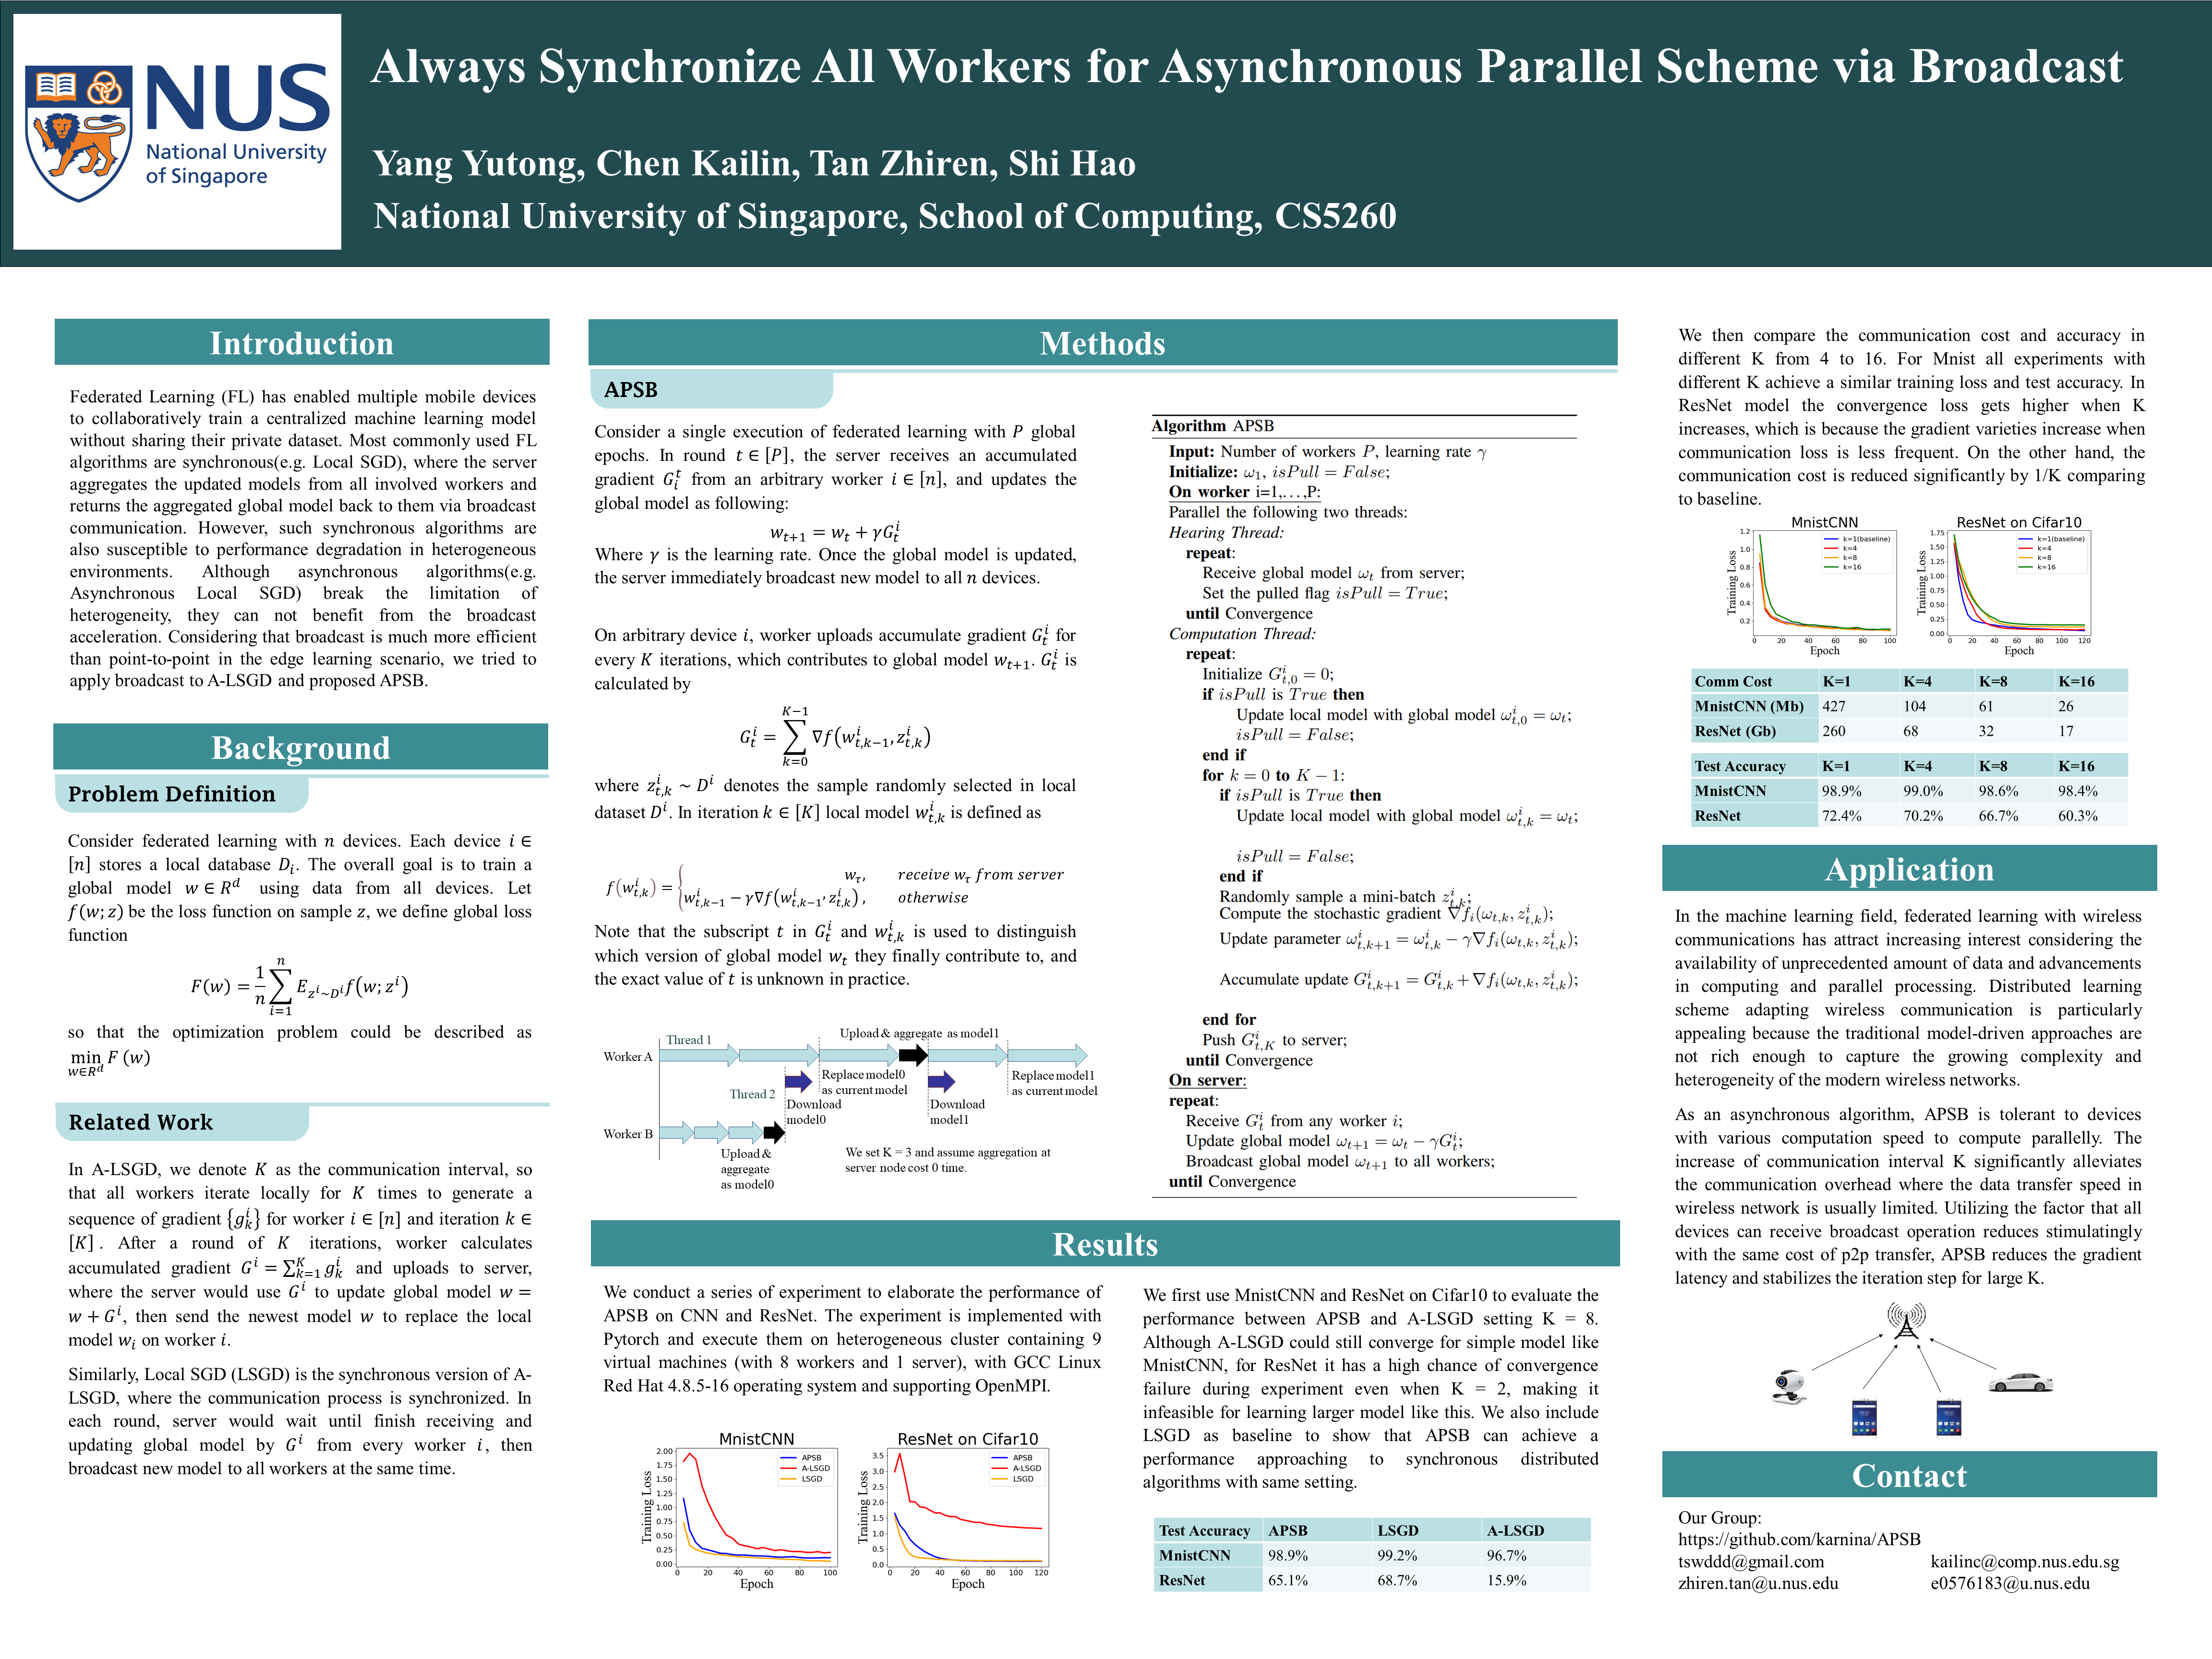 NUS
National University
of Singapore
Always Synchronize All Workers for Asynchronous Parallel Scheme via Broadcast
Yang Yutong, Chen Kailin, Tan Zhiren, Shi Hao
National University of Singapore, School of Computing, CS5260
Introduction
Federated Learning (FL) has enabled multiple mobile devices
to collaboratively train a centralized machine learning model
without sharing their private dataset. Most commonly used FL
algorithms are synchronous(e.g. Local SGD), where the server
aggregates the updated models from all involved workers and
returns the aggregated global model back to them via broadcast
communication. However, such synchronous algorithms are
also susceptible to performance degradation in heterogeneous
environments. Although asynchronous algorithms(e.g.
Asynchronous Local SGD) break the limitation of
heterogeneity, they can not benefit from the broadcast
acceleration. Considering that broadcast is much more efficient
than point-to-point in the edge learning scenario, we tried to
apply broadcast to A-LSGD and proposed APSB.
Background
Problem Definition
Consider federated learning with n devices. Each device i ∈
[n] stores a local database D_i. The overall goal is to train a
global model w ∈ R^d using data from all devices. Let
f(w; z) be the loss function on sample z, we define global loss
function
F(w) = 1/n ∑_{i=1}^{n} E_{z^i~D^i} f(w; z^i)
so that the optimization problem could be described as
min_{w∈R^d} F (w)
Related Work
In A-LSGD, we denote K as the communication interval, so
that all workers iterate locally for K times to generate a
sequence of gradient {g_k^i} for worker i ∈ [n] and iteration k ∈
[K] . After a round of K iterations, worker calculates
accumulated gradient G^i = ∑_{k=1}^{K} g_k^i and uploads to server,
where the server would use G^i to update global model w =
w + G^i, then send the newest model w to replace the local
model w_i on worker i.
Similarly, Local SGD (LSGD) is the synchronous version of A-
LSGD, where the communication process is synchronized. In
each round, server would wait until finish receiving and
updating global model by G^i from every worker i, then
broadcast new model to all workers at the same time.
Methods
APSB
Consider a single execution of federated learning with P global
epochs. In round t ∈ [P], the server receives an accumulated
gradient G_i^t from an arbitrary worker i ∈ [n], and updates the
global model as following:
w_{t+1} = w_t + γG_t^i
Where γ is the learning rate. Once the global model is updated,
the server immediately broadcast new model to all n devices.
On arbitrary device i, worker uploads accumulate gradient G_t^i for
every K iterations, which contributes to global model w_{t+1}. G_t^i is
calculated by
G_t^i = ∑_{k=0}^{K−1} ∇f(w_{t,k−1}^i, z_{t,k}^i)
where z_{t,k}^i ~ D^i denotes the sample randomly selected in local
dataset D^i. In iteration k ∈ [K] local model w_{t,k}^i is defined as
f(w_{t,k}^i) = { w_τ, receive w_τ from server
w_{t,k−1}^i − γ∇f(w_{t,k−1}^i, z_{t,k}^i) , otherwise
Note that the subscript t in G_t^i and w_{t,k}^i is used to distinguish
which version of global model w_t they finally contribute to, and
the exact value of t is unknown in practice.
Worker A
Thread 1
Upload & aggregate as model1
Replace model0
as current model
Replace model1
as current model
Thread 2
Download
model0
Download
model1
Worker B
Upload &
aggregate
as model0
We set K = 3 and assume aggregation at
server node cost 0 time.
Algorithm APSB
Input: Number of workers P, learning rate γ
Initialize: ω_1, isPull = False;
On worker i=1,...,P:
Parallel the following two threads:
Hearing Thread:
repeat:
Receive global model ω_t from server;
Set the pulled flag isPull = True;
until Convergence
Computation Thread:
repeat:
Initialize G_{t,0}^i = 0;
if isPull is True then
Update local model with global model ω_{t,0}^i = ω_t;
isPull = False;
end if
for k = 0 to K − 1:
if isPull is True then
Update local model with global model ω_{t,k}^i = ω_t;
isPull = False;
end if
Randomly sample a mini-batch z_{t,k}^i;
Compute the stochastic gradient ∇f_i(ω_{t,k}, z_{t,k}^i);
Update parameter ω_{t,k+1}^i = ω_{t,k}^i − γ∇f_i(ω_{t,k}, z_{t,k}^i);
Accumulate update G_{t,k+1}^i = G_{t,k}^i + ∇f_i(ω_{t,k}, z_{t,k}^i);
end for
Push G_{t,K}^i to server;
until Convergence
On server:
repeat:
Receive G_t^i from any worker i;
Update global model ω_{t+1} = ω_t − γG_t^i;
Broadcast global model ω_{t+1} to all workers;
until Convergence
Results
We conduct a series of experiment to elaborate the performance of
APSB on CNN and ResNet. The experiment is implemented with
Pytorch and execute them on heterogeneous cluster containing 9
virtual machines (with 8 workers and 1 server), with GCC Linux
Red Hat 4.8.5-16 operating system and supporting OpenMPI.
MnistCNN
Training Loss
2.00
1.75
1.50
1.25
1.00
0.75
0.50
0.25
0.00
APSB
A-LSGD
LSGD
0 20 40 60 80 100
Epoch
ResNet on Cifar10
Training Loss
3.5
3.0
2.5
2.0
1.5
1.0
0.5
0.0
APSB
A-LSGD
LSGD
0 20 40 60 80 100 120
Epoch
We first use MnistCNN and ResNet on Cifar10 to evaluate the
performance between APSB and A-LSGD setting K = 8.
Although A-LSGD could still converge for simple model like
MnistCNN, for ResNet it has a high chance of convergence
failure during experiment even when K = 2, making it
infeasible for learning larger model like this. We also include
LSGD as baseline to show that APSB can achieve a
performance approaching to synchronous distributed
algorithms with same setting.
Test Accuracy APSB LSGD A-LSGD
MnistCNN 98.9% 99.2% 96.7%
ResNet 65.1% 68.7% 15.9%
We then compare the communication cost and accuracy in
different K from 4 to 16. For Mnist all experiments with
different K achieve a similar training loss and test accuracy. In
ResNet model the convergence loss gets higher when K
increases, which is because the gradient varieties increase when
communication loss is less frequent. On the other hand, the
communication cost is reduced significantly by 1/K comparing
to baseline.
MnistCNN
Training Loss
1.2
1.0
0.8
0.6
0.4
0.2
k=1(baseline)
k=4
k=8
k=16
0 20 40 60 80 100
Epoch
ResNet on Cifar10
Training Loss
1.75
1.50
1.25
1.00
0.75
0.50
0.25
0.00
k=1(baseline)
k=4
k=8
k=16
0 20 40 60 80 100 120
Epoch
Comm Cost K=1 K=4 K=8 K=16
MnistCNN (Mb) 427 104 61 26
ResNet (Gb) 260 68 32 17
Test Accuracy K=1 K=4 K=8 K=16
MnistCNN 98.9% 99.0% 98.6% 98.4%
ResNet 72.4% 70.2% 66.7% 60.3%
Application
In the machine learning field, federated learning with wireless
communications has attract increasing interest considering the
availability of unprecedented amount of data and advancements
in computing and parallel processing. Distributed learning
scheme adapting wireless communication is particularly
appealing because the traditional model-driven approaches are
not rich enough to capture the growing complexity and
heterogeneity of the modern wireless networks.
As an asynchronous algorithm, APSB is tolerant to devices
with various computation speed to compute parallelly. The
increase of communication interval K significantly alleviates
the communication overhead where the data transfer speed in
wireless network is usually limited. Utilizing the factor that all
devices can receive broadcast operation reduces stimulatingly
with the same cost of p2p transfer, APSB reduces the gradient
latency and stabilizes the iteration step for large K.
Contact
Our Group:
https://github.com/karnina/APSB
tswddd@gmail.com kailinc@comp.nus.edu.sg
zhiren.tan@u.nus.edu e0576183@u.nus.edu